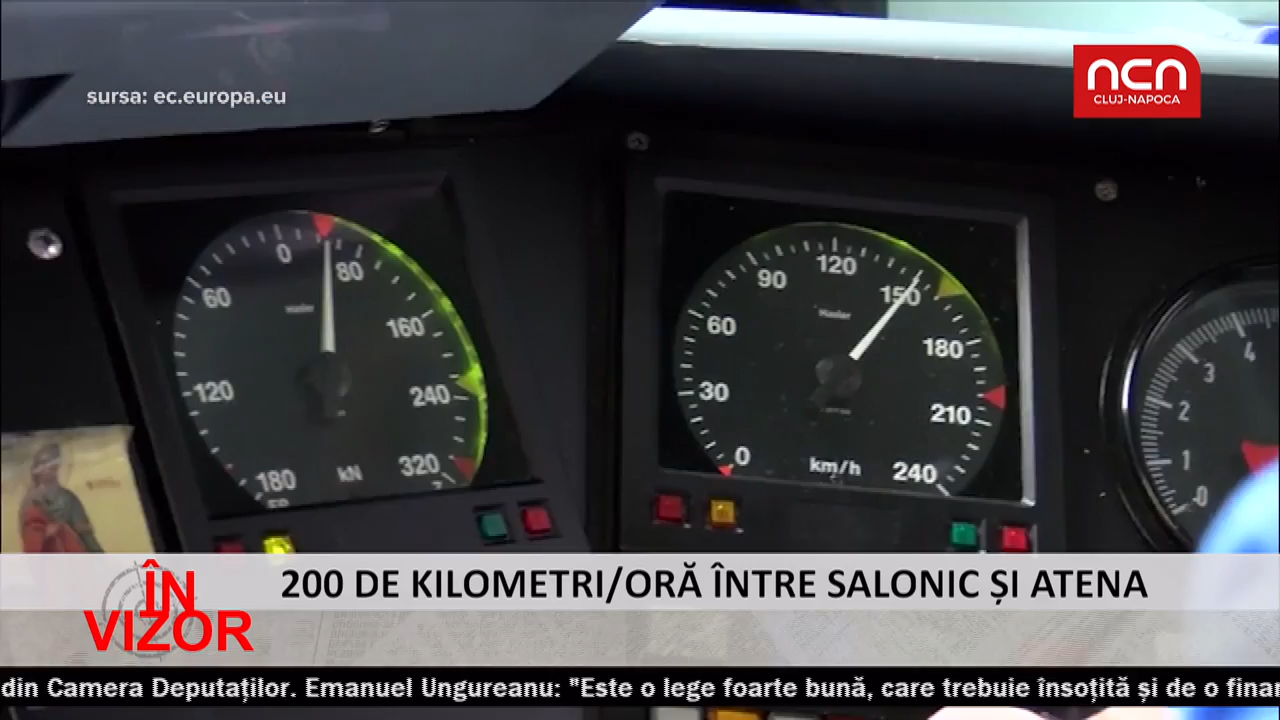 sursa: ec.europa.eu
ncn
CLUJ-NAPOCA
0
80
60
160
120
240
180
kN
320
Hasler
120
90
150
60
Hasler
180
30
210
0
km/h
240
4
3
2
1
0
ÎN
VIZOR
200 DE KILOMETRI/ORĂ ÎNTRE SALONIC ȘI ATENA
din Camera Deputaților. Emanuel Ungureanu: "Este o lege foarte bună, care trebuie însoțită și de o finan